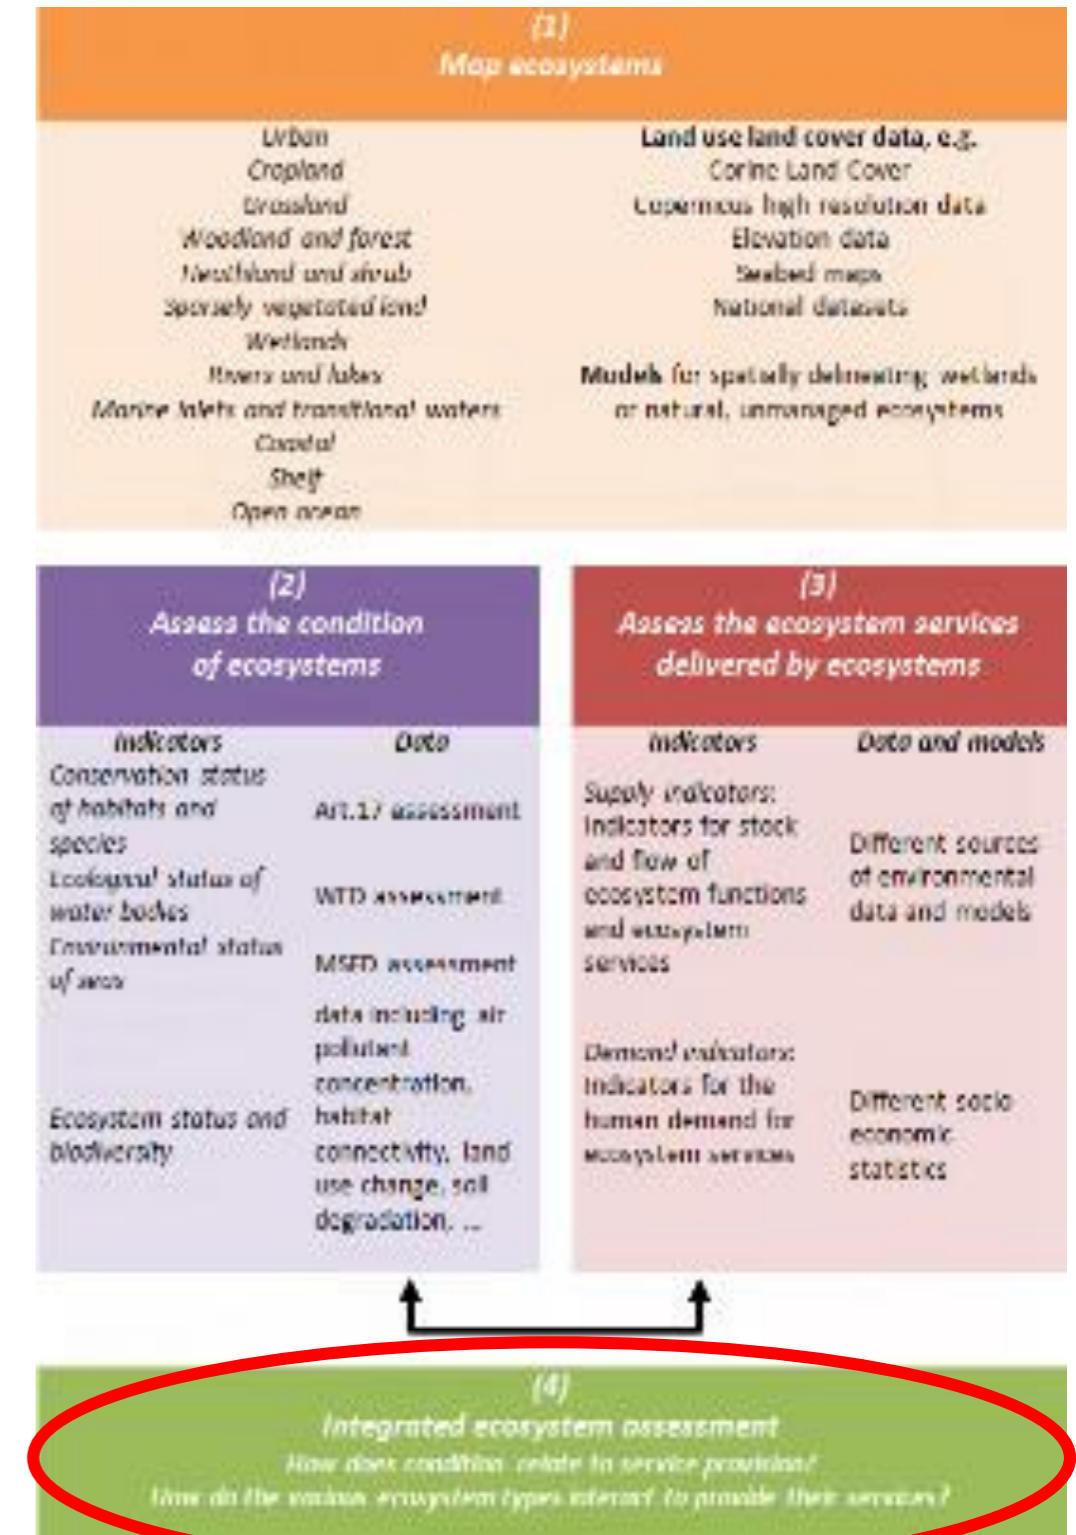 (1)
Map ecosystems
Urban
Cropland
Grassland
Woodland and forest
Heathland and shrub
Sparsely vegetated land
Wetlands
Rivers and lakes
Marine inlets and transitional waters
Coastal
Shelf
Open ocean
Land use land cover data, e.g.
Corine Land Cover
Copernicus high resolution data
Elevation data
Seabed maps
National datasets
Models for spatially delineating wetlands
or natural, unmanaged ecosystems
(2)
Assess the condition
of ecosystems
Indicators
Data
Conservation status
of habitats and
species
Art.17 assessment
Ecological status of
water bodies
WFD assessment
Environmental status
of seas
MSFD assessment
Ecosystem status and
biodiversity
data including air
pollutant
concentration,
habitat
connectivity, land
use change, soil
degradation, ...
(3)
Assess the ecosystem services
delivered by ecosystems
Indicators
Data and models
Supply indicators:
Indicators for stock
and flow of
ecosystem functions
and ecosystem
services
Different sources
of environmental
data and models
Demand indicators:
Indicators for the
human demand for
ecosystem services
Different socio
economic
statistics
(4)
Integrated ecosystem assessment
How does condition relate to service provision?
How do the various ecosystem types interact to provide their services?